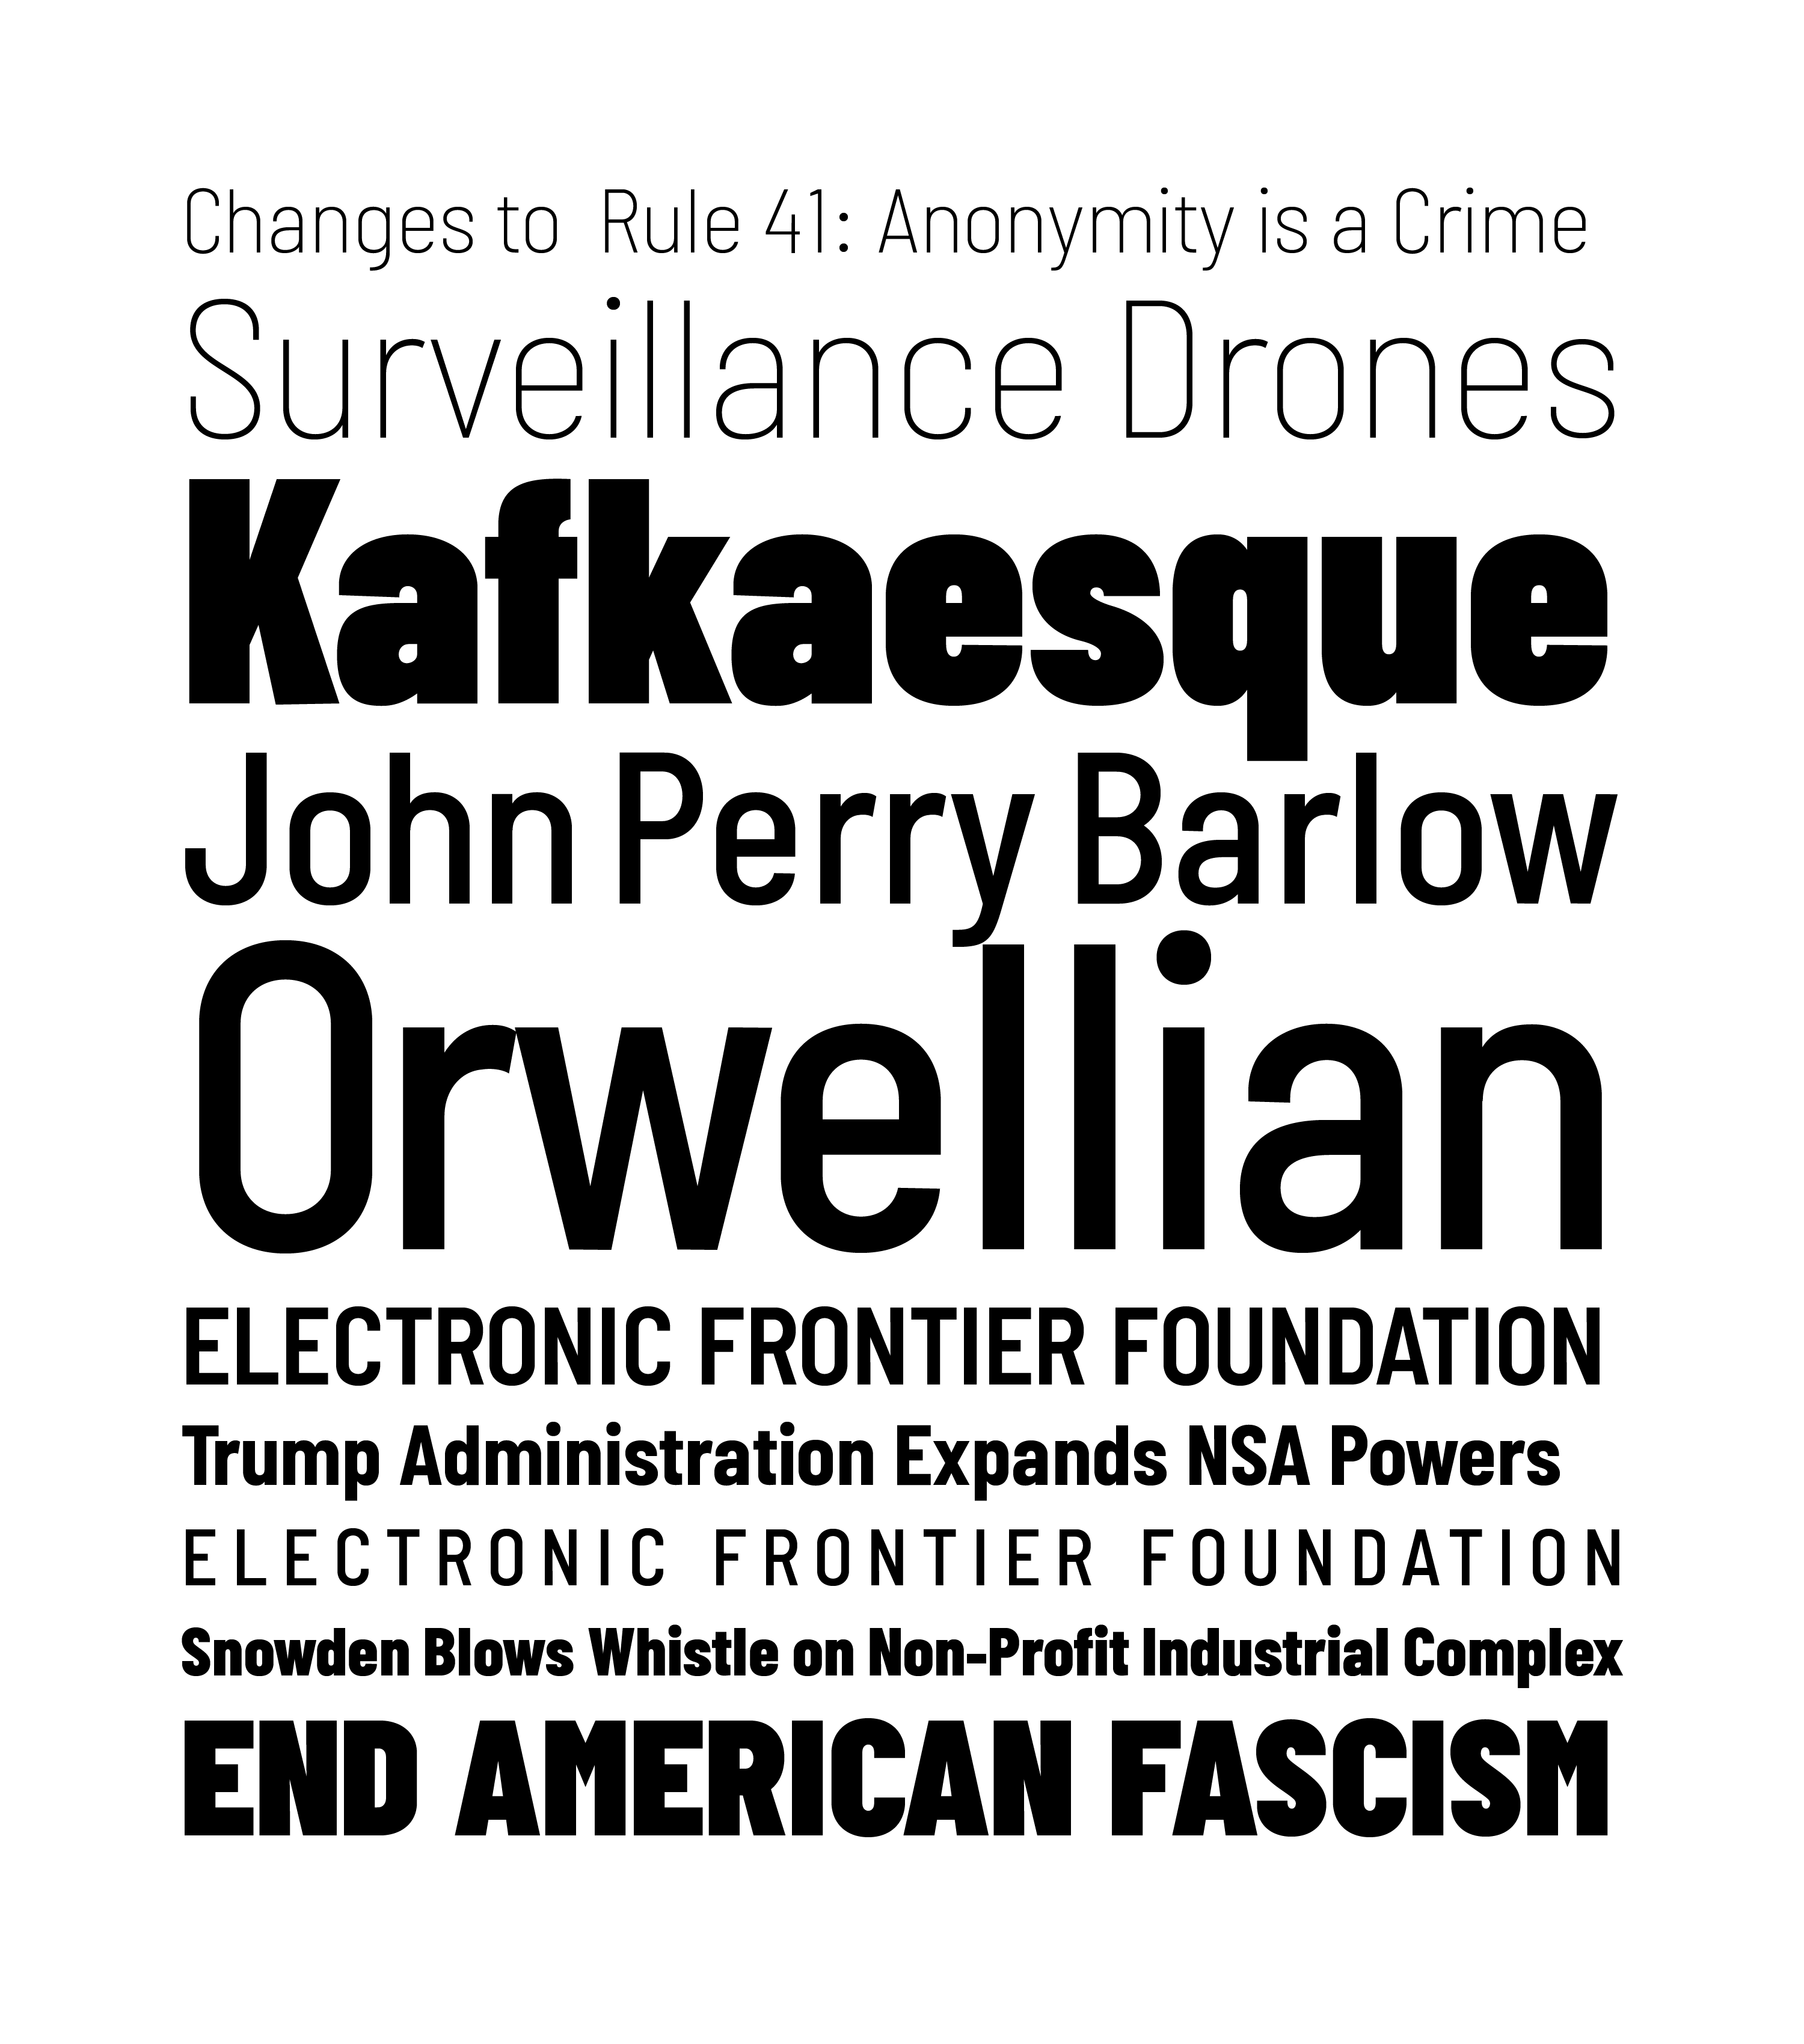 Changes to Rule 41: Anonymity is a Crime
Surveillance Drones
Kafkaesque
John Perry Barlow
Orwellian
ELECTRONIC FRONTIER FOUNDATION
Trump Administration Expands NSA Powers
ELECTRONIC FRONTIER FOUNDATION
Snowden Blows Whistle on Non-Profit Industrial Complex
END AMERICAN FASCISM